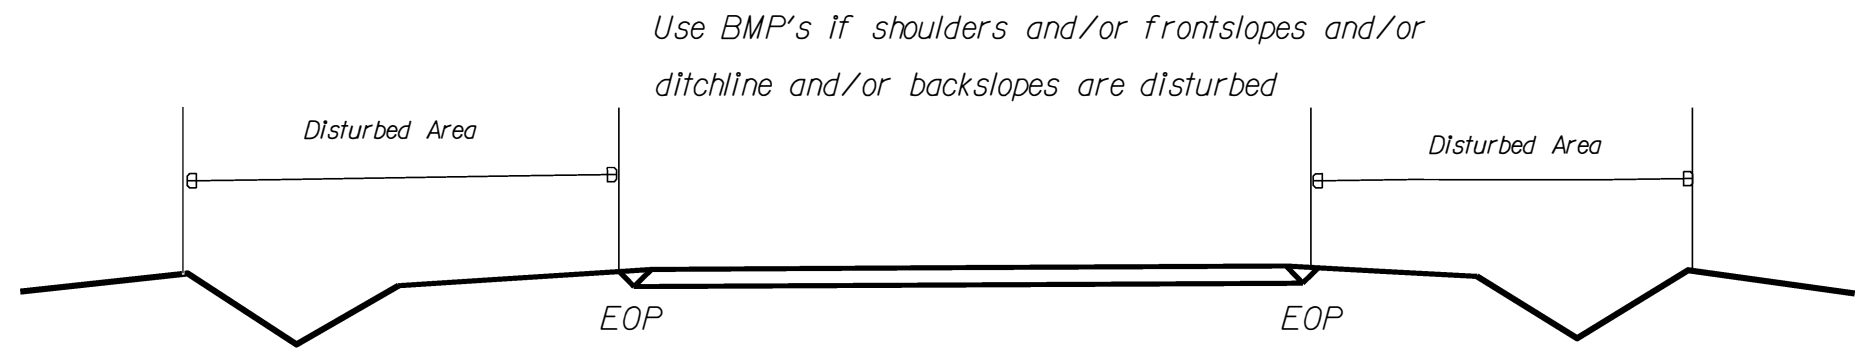 Use BMP's if shoulders and/or frontslopes and/or
ditchline and/or backslopes are disturbed
Disturbed Area
Disturbed Area
EOP
EOP